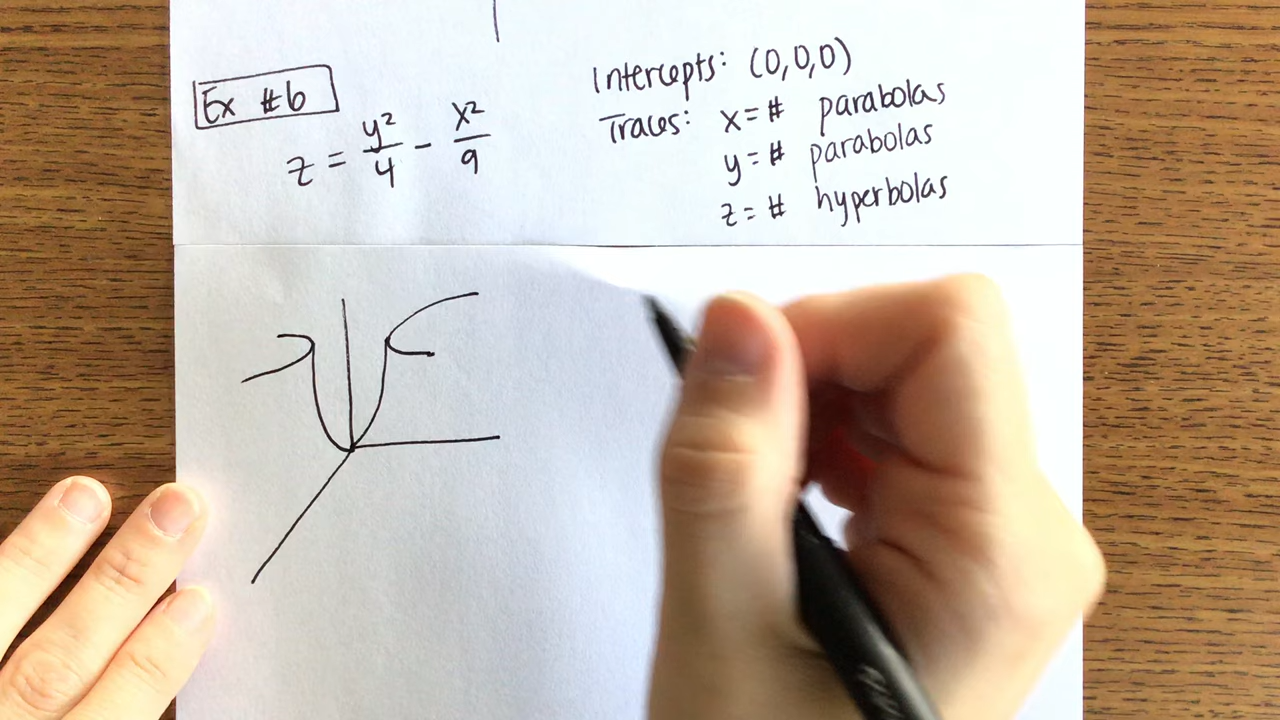 Ex #6
z = y²/4 - x²/9
Intercepts: (0,0,0)
Traces: x=# parabolas
y=# parabolas
z=# hyperbolas